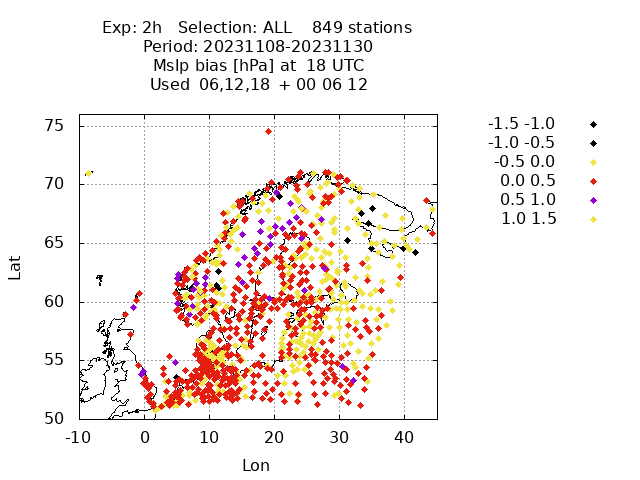 Exp: 2h Selection: ALL 849 stations
Period: 20231108-20231130
Mslp bias [hPa] at 18 UTC
Used 06,12,18 + 00 06 12
-1.5 -1.0
-1.0 -0.5
-0.5 0.0
0.0 0.5
0.5 1.0
1.0 1.5
75
70
65
60
55
50
Lat
-10 0 10 20 30 40
Lon